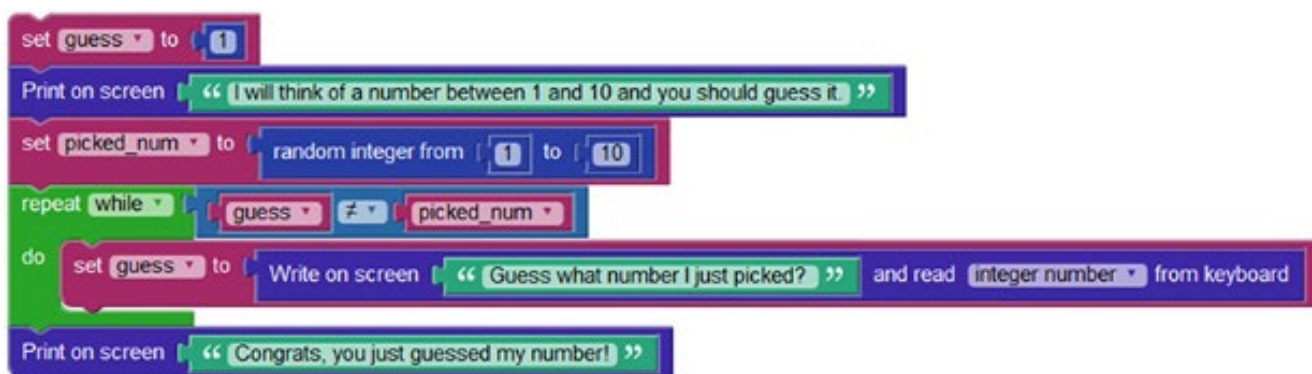 set guess to 1
Print on screen “ I will think of a number between 1 and 10 and you should guess it. ”
set picked_num to random integer from 1 to 10
repeat while guess ≠ picked_num
do set guess to Write on screen “ Guess what number I just picked? ” and read integer number from keyboard
Print on screen “ Congrats, you just guessed my number! ”